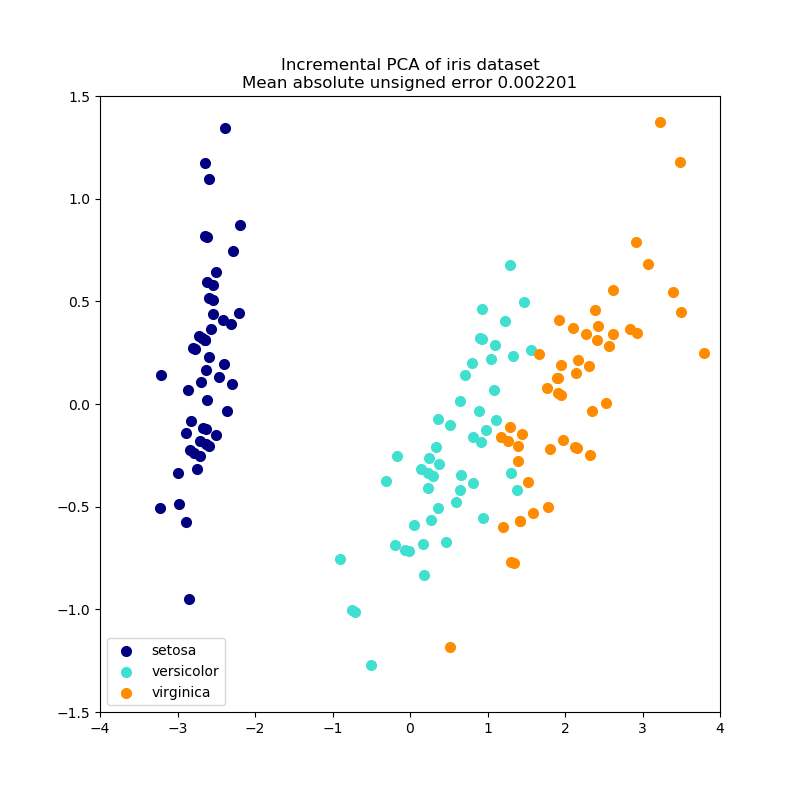 Incremental PCA of iris dataset
Mean absolute unsigned error 0.002201
1.5
1.0
0.5
0.0
−0.5
−1.0
−1.5
setosa
versicolor
virginica
−4 −3 −2 −1 0 1 2 3 4